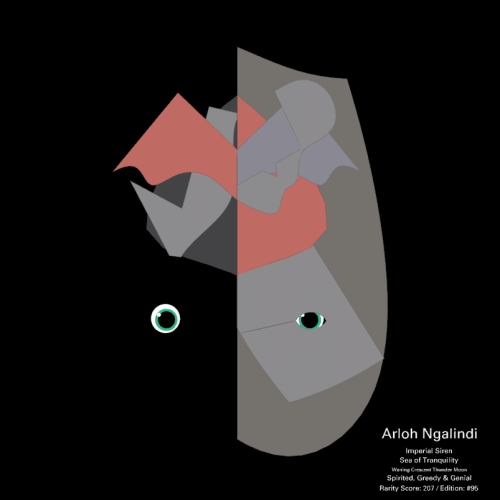 Arloh Ngalindi
Imperial Siren
Sea of Tranquility
Waning Crescent Thunder Moon
Spirited, Greedy & Genial
Rarity Score: 207 / Edition: #95